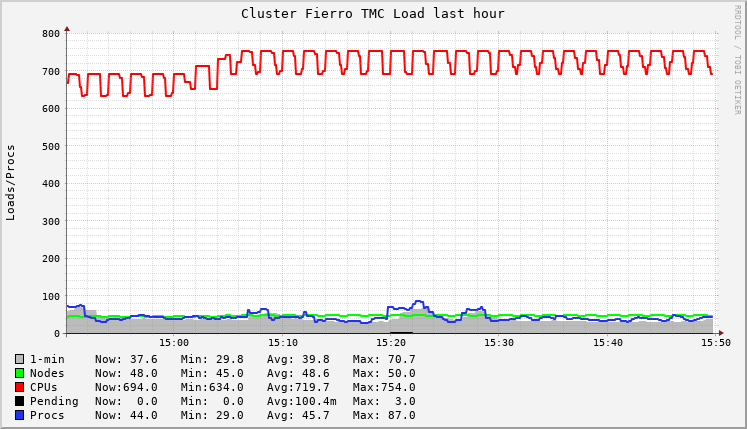 Cluster Fierro TMC Load last hour
RRDTOOL / TOBI OETIKER
Loads/Procs
800
700
600
500
400
300
200
100
0
15:00 15:10 15:20 15:30 15:40 15:50
1-min Now: 37.6 Min: 29.8 Avg: 39.8 Max: 70.7
Nodes Now: 48.0 Min: 45.0 Avg: 48.6 Max: 50.0
CPUs Now:694.0 Min:634.0 Avg:719.7 Max:754.0
Pending Now: 0.0 Min: 0.0 Avg:100.4m Max: 3.0
Procs Now: 44.0 Min: 29.0 Avg: 45.7 Max: 87.0